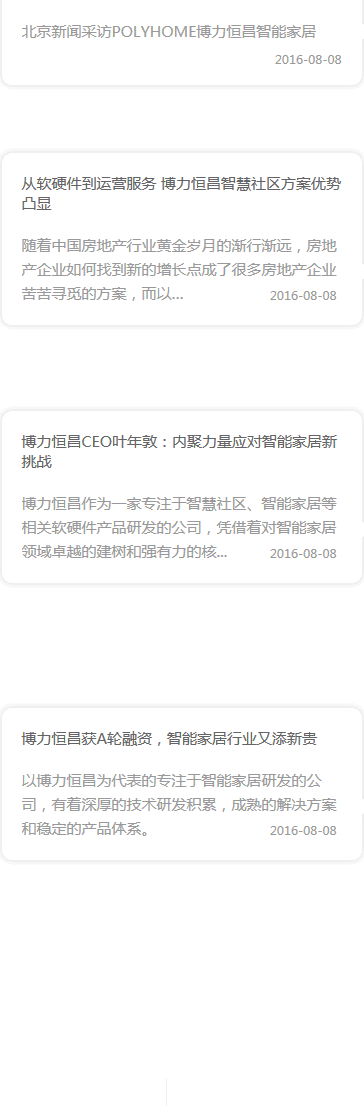 北京新闻采访POLYHOME博力恒昌智能家居
2016-08-08
从软硬件到运营服务 博力恒昌智慧社区方案优势
凸显
随着中国房地产行业黄金岁月的渐行渐远，房地
产企业如何找到新的增长点成了很多房地产企业
苦苦寻觅的方案，而以...
2016-08-08
博力恒昌CEO叶年敦：内聚力量应对智能家居新
挑战
博力恒昌作为一家专注于智慧社区、智能家居等
相关软硬件产品研发的公司，凭借着对智能家居
领域卓越的建树和强有力的核...
2016-08-08
博力恒昌获A轮融资，智能家居行业又添新贵
以博力恒昌为代表的专注于智能家居研发的公
司，有着深厚的技术研发积累，成熟的解决方案
和稳定的产品体系。
2016-08-08